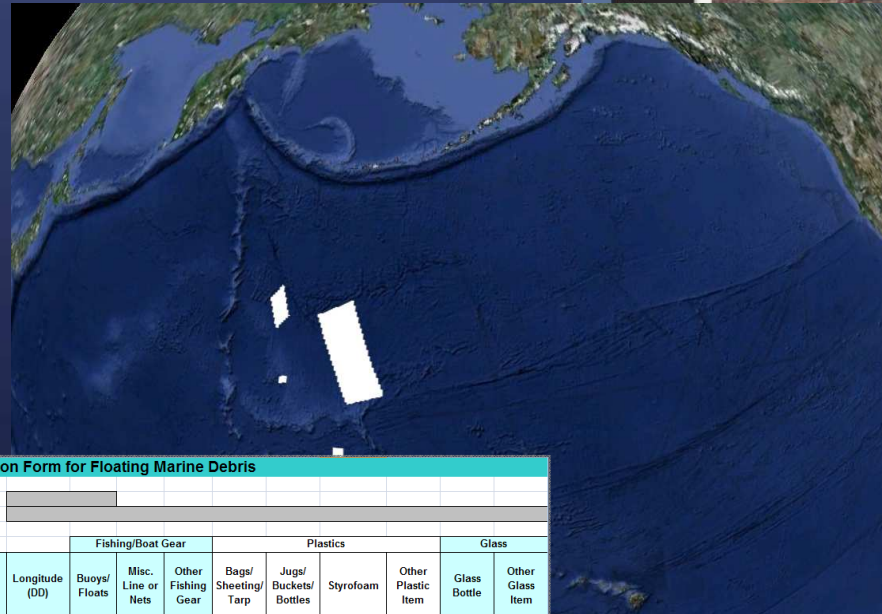 on Form for Floating Marine Debris
Fishing/Boat Gear Plastics Glass
Longitude (DD) Buoys/ Floats Misc. Line or Nets Other Fishing Gear Bags/ Sheeting/ Tarp Jugs/ Buckets/ Bottles Styrofoam Other Plastic Item Glass Bottle Other Glass Item